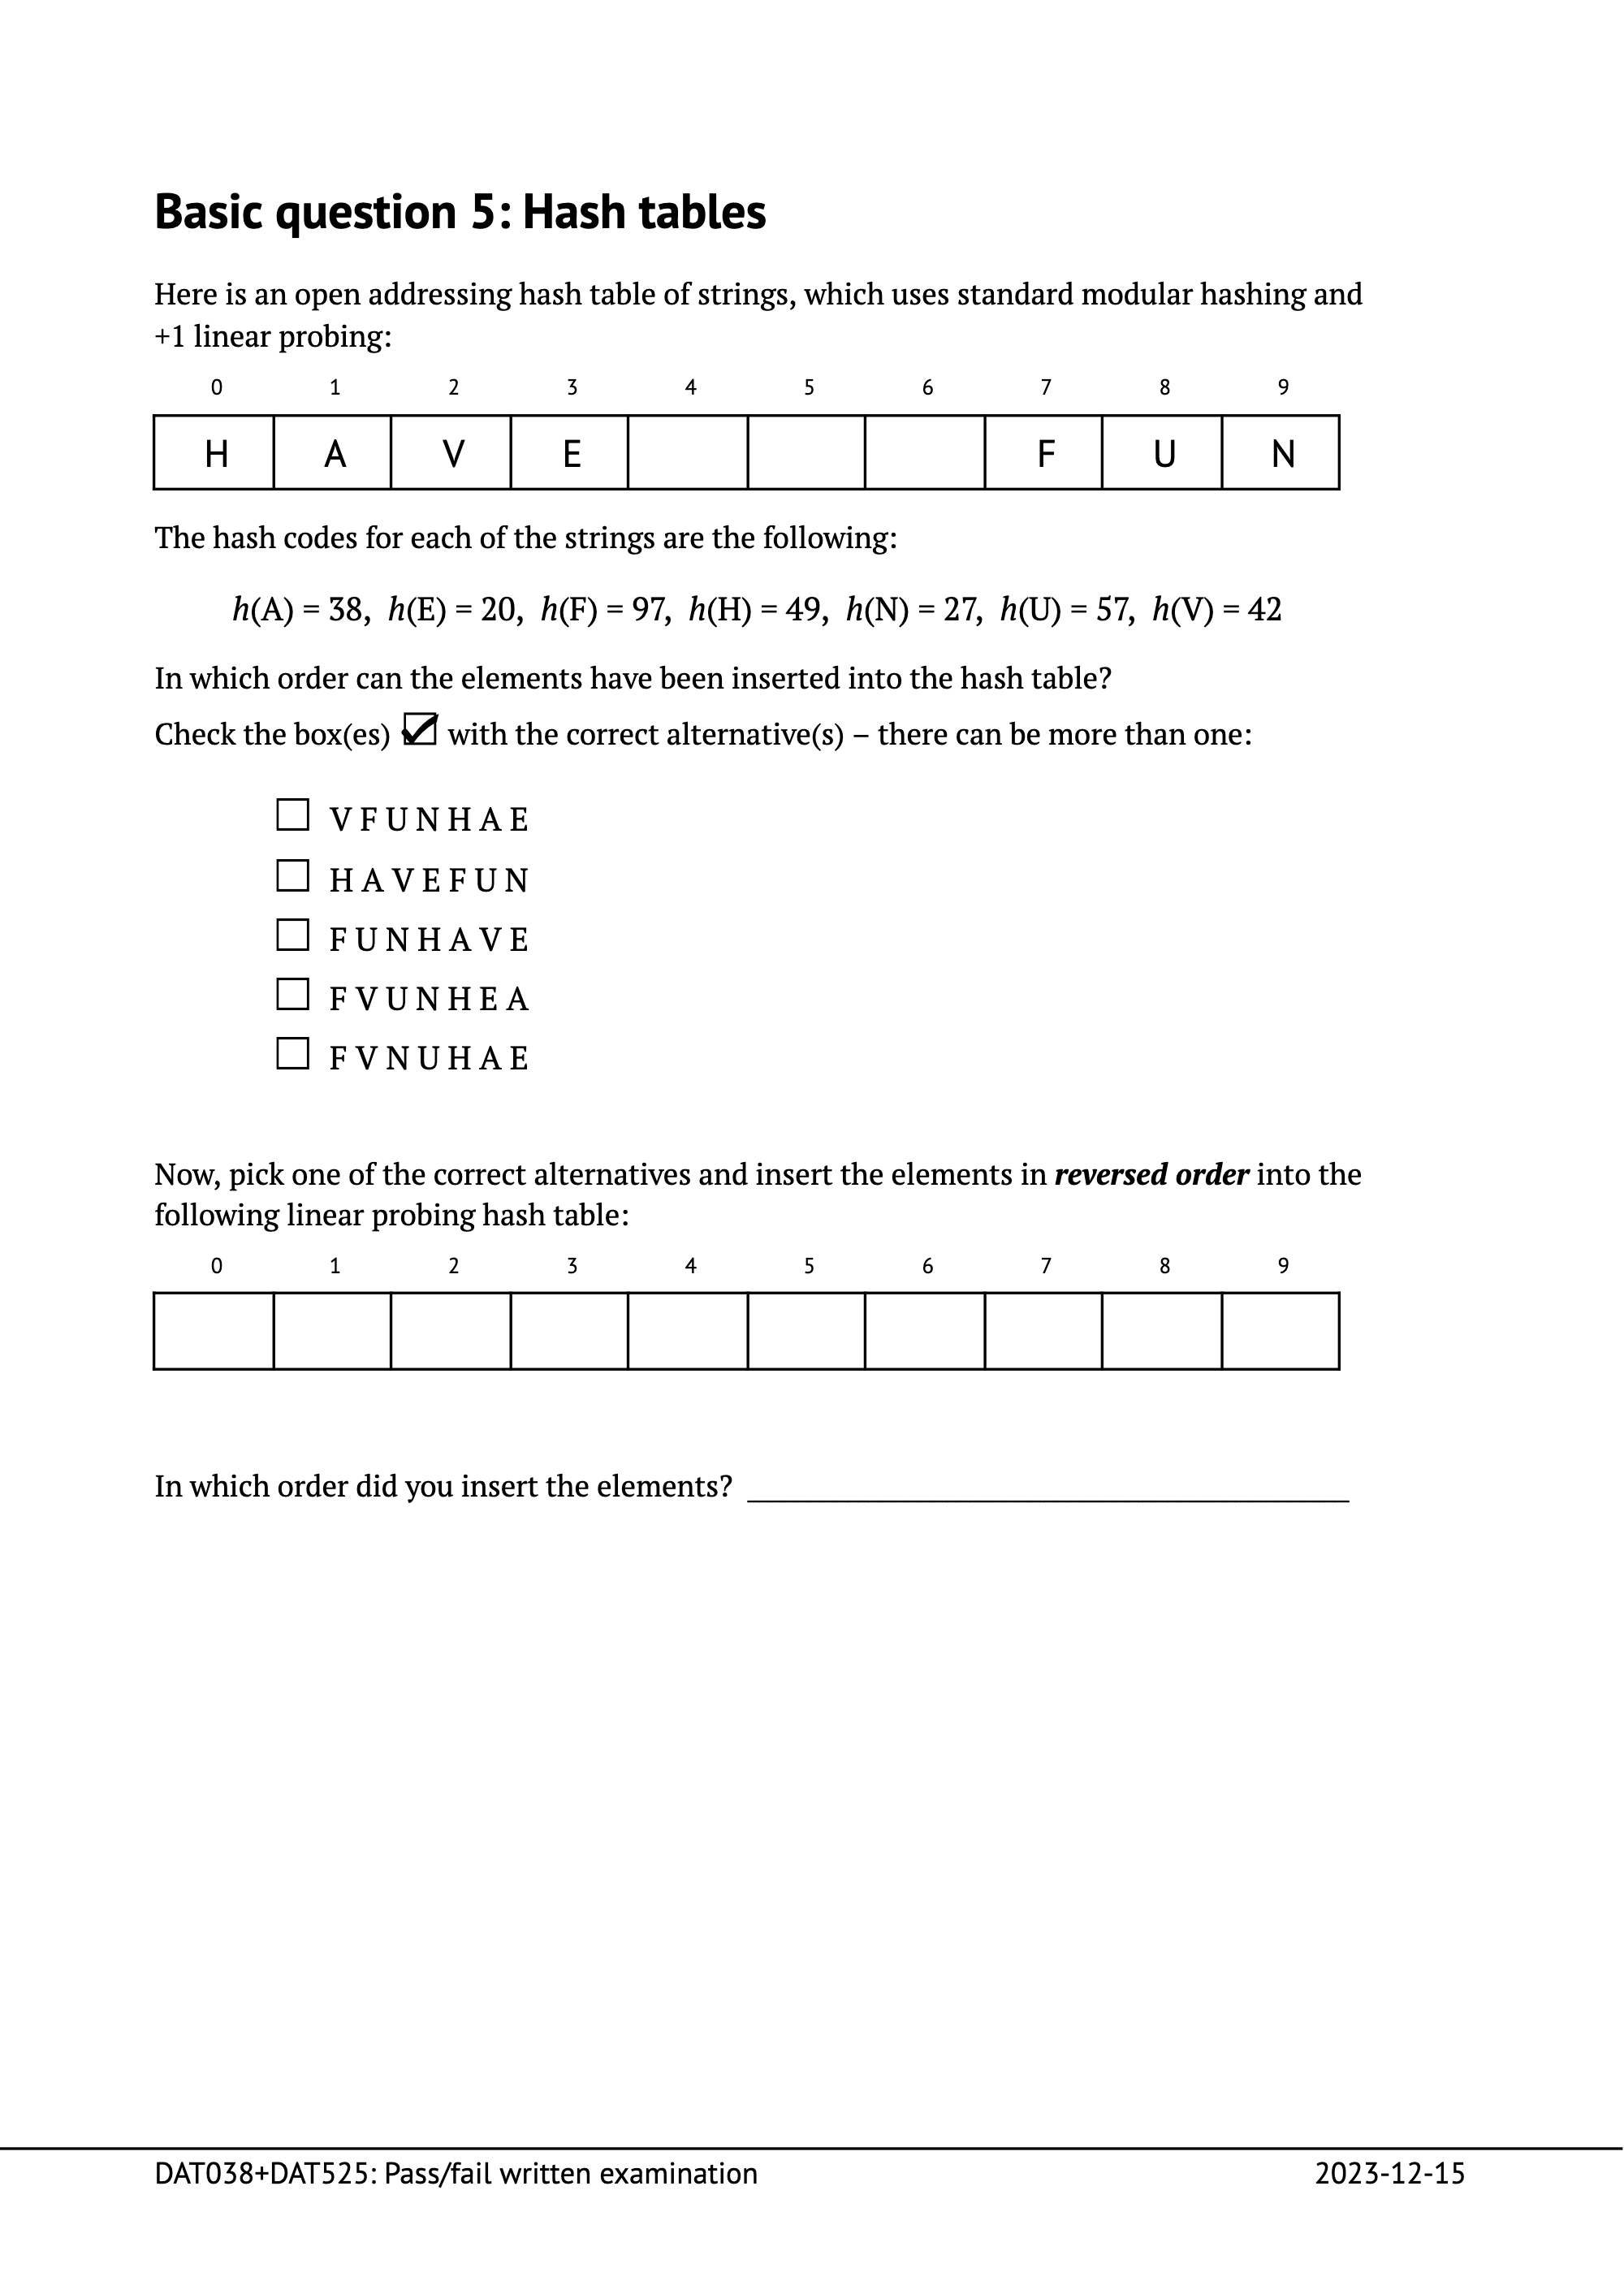 Basic question 5: Hash tables
Here is an open addressing hash table of strings, which uses standard modular hashing and
+1 linear probing:
0 1 2 3 4 5 6 7 8 9
H A V E F U N
The hash codes for each of the strings are the following:
h(A) = 38, h(E) = 20, h(F) = 97, h(H) = 49, h(N) = 27, h(U) = 57, h(V) = 42
In which order can the elements have been inserted into the hash table?
Check the box(es) ☑ with the correct alternative(s) – there can be more than one:
☐ V F U N H A E
☐ H A V E F U N
☐ F U N H A V E
☐ F V U N H E A
☐ F V N U H A E
Now, pick one of the correct alternatives and insert the elements in reversed order into the
following linear probing hash table:
0 1 2 3 4 5 6 7 8 9
In which order did you insert the elements? ______________________________
DAT038+DAT525: Pass/fail written examination 2023-12-15